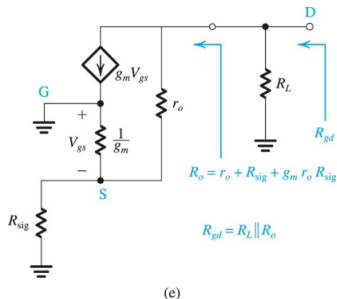 D
g_m V_gs
G
+
V_gs
1/g_m
−
S
r_o
R_L
R_gd
R_o = r_o + R_sig + g_m r_o R_sig
R_sig
R_gd = R_L || R_o
(e)